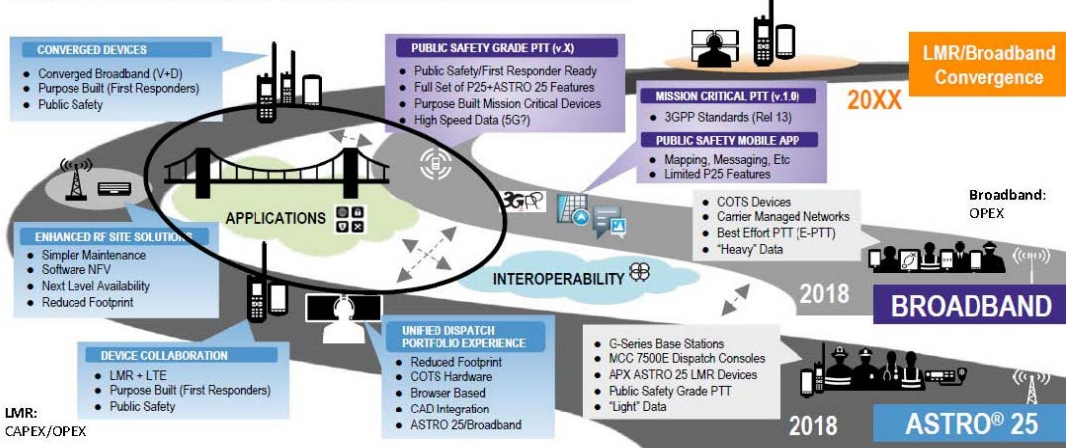 CONVERGED DEVICES
● Converged Broadband (V+D)
● Purpose Built (First Responders)
● Public Safety
PUBLIC SAFETY GRADE PTT (v.X)
● Public Safety/First Responder Ready
● Full Set of P25+ASTRO 25 Features
● Purpose Built Mission Critical Devices
● High Speed Data (5G?)
LMR/Broadband
Convergence
20XX
MISSION CRITICAL PTT (v.1.0)
● 3GPP Standards (Rel 13)
PUBLIC SAFETY MOBILE APP
● Mapping, Messaging, Etc
● Limited P25 Features
APPLICATIONS
3GPP
● COTS Devices
● Carrier Managed Networks
● Best Effort PTT (E-PTT)
● "Heavy" Data
Broadband:
OPEX
ENHANCED RF SITE SOLUTIONS
● Simpler Maintenance
● Software NFV
● Next Level Availability
● Reduced Footprint
INTEROPERABILITY
2018
BROADBAND
DEVICE COLLABORATION
● LMR + LTE
● Purpose Built (First Responders)
● Public Safety
UNIFIED DISPATCH
PORTFOLIO EXPERIENCE
● Reduced Footprint
● COTS Hardware
● Browser Based
● CAD Integration
● ASTRO 25/Broadband
● G-Series Base Stations
● MCC 7500E Dispatch Consoles
● APX ASTRO 25 LMR Devices
● Public Safety Grade PTT
● "Light" Data
LMR:
CAPEX/OPEX
2018
ASTRO® 25